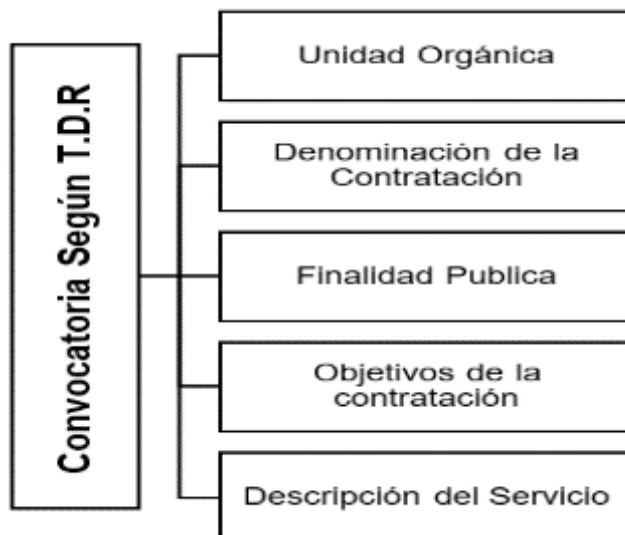 Convocatoria Según T.D.R
Unidad Orgánica
Denominación de la
Contratación
Finalidad Publica
Objetivos de la
contratación
Descripción del Servicio